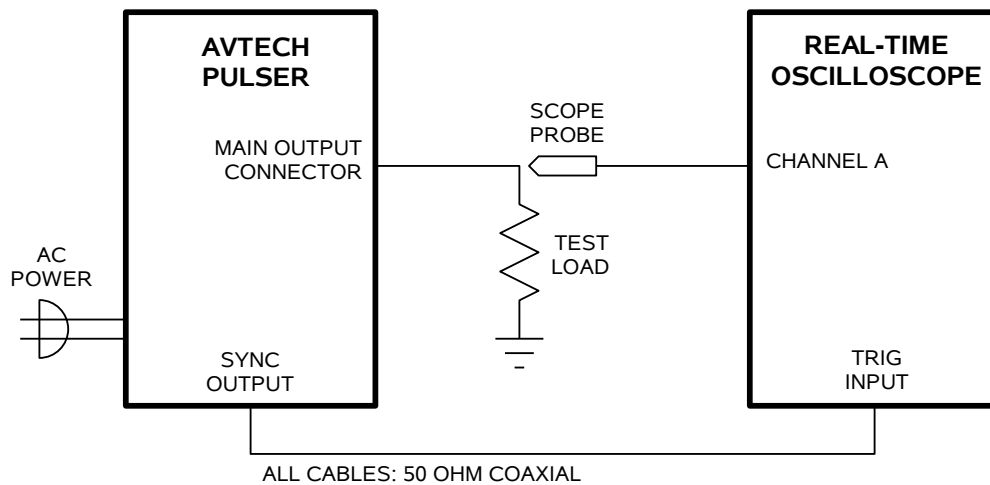 AVTECH
PULSER
REAL-TIME
OSCILLOSCOPE
SCOPE
PROBE
MAIN OUTPUT
CONNECTOR
CHANNEL A
TEST
LOAD
AC
POWER
SYNC
OUTPUT
TRIG
INPUT
ALL CABLES: 50 OHM COAXIAL